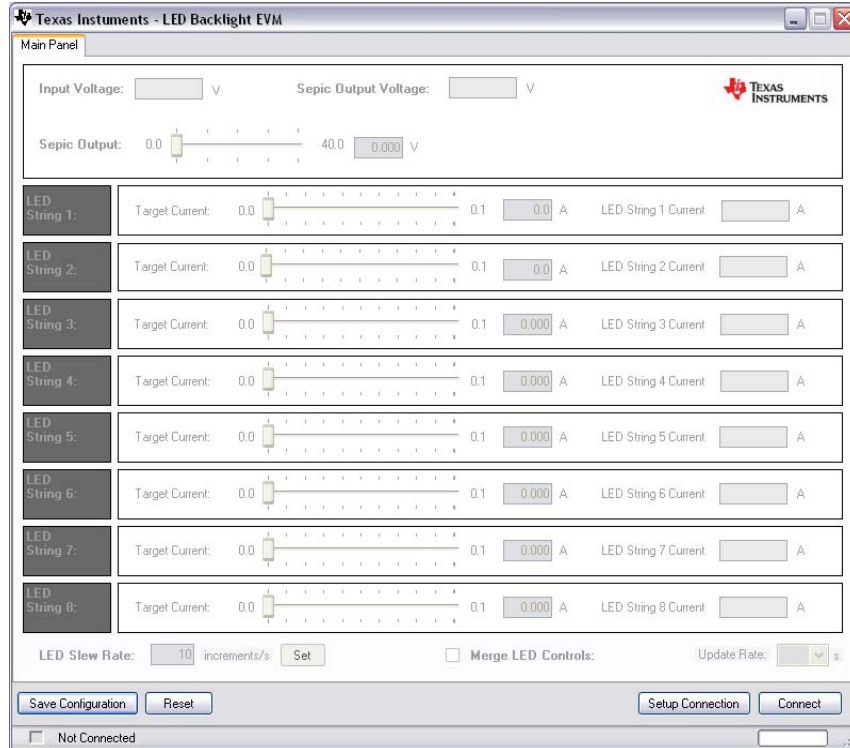 Texas Instuments - LED Backlight EVM
Main Panel
Input Voltage: V Sepic Output Voltage: V
TEXAS
INSTRUMENTS
Sepic Output: 0.0 40.0 0.000 V
LED
String 1:
Target Current: 0.0 0.1 0.0 A LED String 1 Current A
LED
String 2:
Target Current: 0.0 0.1 0.0 A LED String 2 Current A
LED
String 3:
Target Current: 0.0 0.1 0.000 A LED String 3 Current A
LED
String 4:
Target Current: 0.0 0.1 0.000 A LED String 4 Current A
LED
String 5:
Target Current: 0.0 0.1 0.000 A LED String 5 Current A
LED
String 6:
Target Current: 0.0 0.1 0.000 A LED String 6 Current A
LED
String 7:
Target Current: 0.0 0.1 0.000 A LED String 7 Current A
LED
String 8:
Target Current: 0.0 0.1 0.000 A LED String 8 Current A
LED Slew Rate: 10 increments/s Set Merge LED Controls: Update Rate: s
Save Configuration Reset Setup Connection Connect
Not Connected